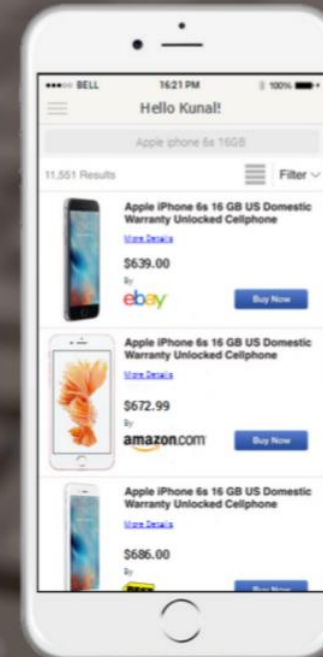 BELL 16:21 PM 100%
Hello Kunal!
Apple iphone 6s 16GB
11,551 Results Filter
Apple iPhone 6s 16 GB US Domestic
Warranty Unlocked Cellphone
More Details
$639.00
By
ebay Buy Now
Apple iPhone 6s 16 GB US Domestic
Warranty Unlocked Cellphone
More Details
$672.99
By
amazon.com Buy Now
Apple iPhone 6s 16 GB US Domestic
Warranty Unlocked Cellphone
More Details
$686.00
By
BEST Buy Now